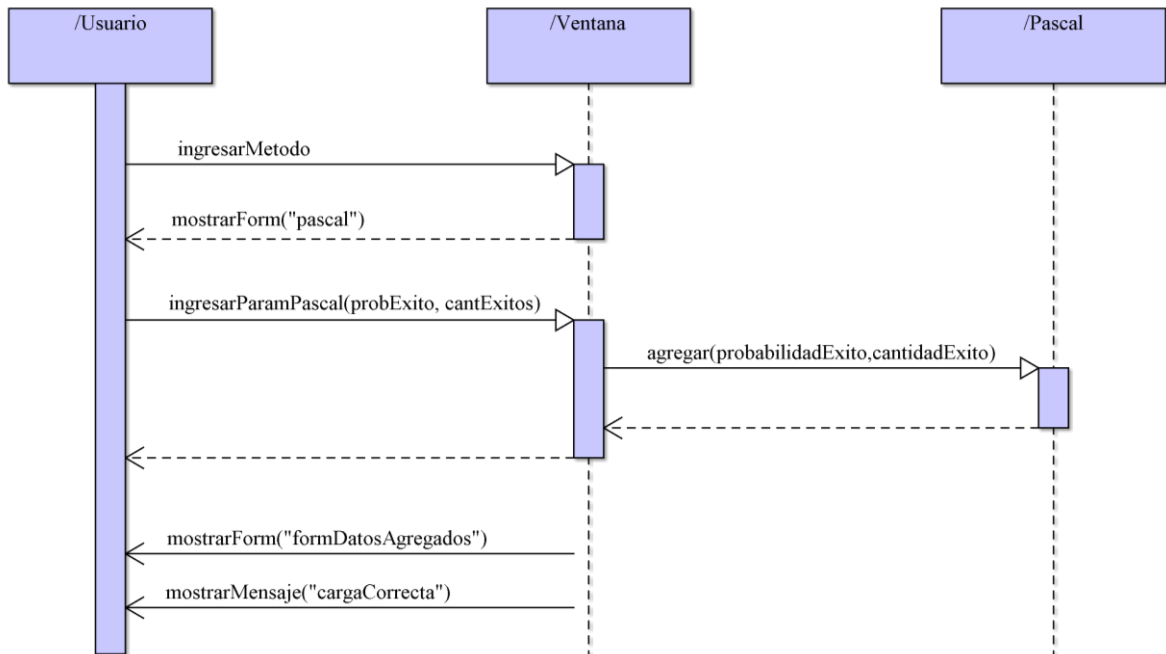 /Usuario
/Ventana
/Pascal
ingresarMetodo
mostrarForm("pascal")
ingresarParamPascal(probExito, cantExitos)
agregar(probabilidadExito,cantidadExito)
mostrarForm("formDatosAgregados")
mostrarMensaje("cargaCorrecta")